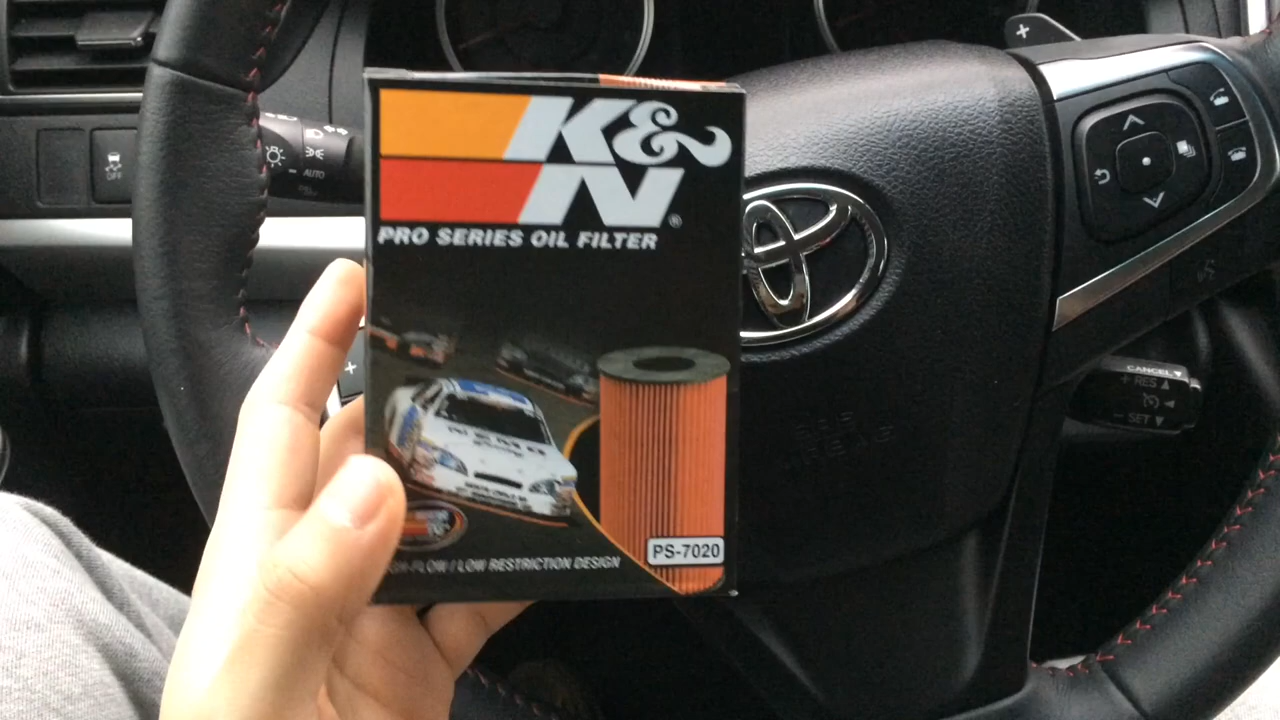 K&
N®
PRO SERIES OIL FILTER
PS-7020
FLOW / LOW RESTRICTION DESIGN
OFF
AUTO
+
+
CANCEL▼
+ RES ▲
− SET ▼